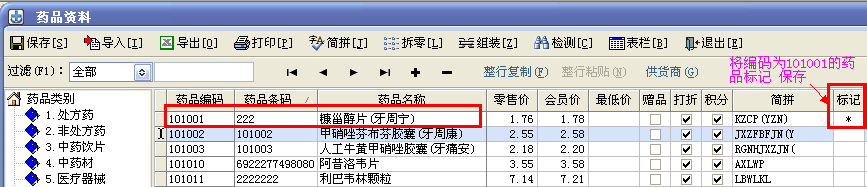 药品资料
保存[S] 导入[I] 导出[O] 打印[P] 简拼[J] 拆零[L] 组装[Z] 检测[C] 表栏[B] 退出[E]
过滤(F1): 全部 整行复制(F) 整行粘贴(N) 供货商(G)
将编码为101001的药品标记 保存
药品类别
1.处方药
2.非处方药
3.中药饮片
4.中药材
5.医疗器械
药品编码 药品条码 药品名称 零售价 会员价 最低价 赠品 打折 积分 简拼 标记
101001 222 糠甾醇片(牙周宁) 1.76 1.78 KZCP(YZN) *
101002 101002 甲硝唑芬布芬胶囊(牙周康) 2.55 2.58 JXZFBFJN(Y
101003 101003 人工牛黄甲硝唑胶囊(牙痛安) 2.18 2.20 RGNHJXZJN(
101010 6922277498080 阿昔洛韦片 3.55 3.58 AXLWP
101011 2222222 利巴韦林颗粒 7.14 7.21 LBWLKL